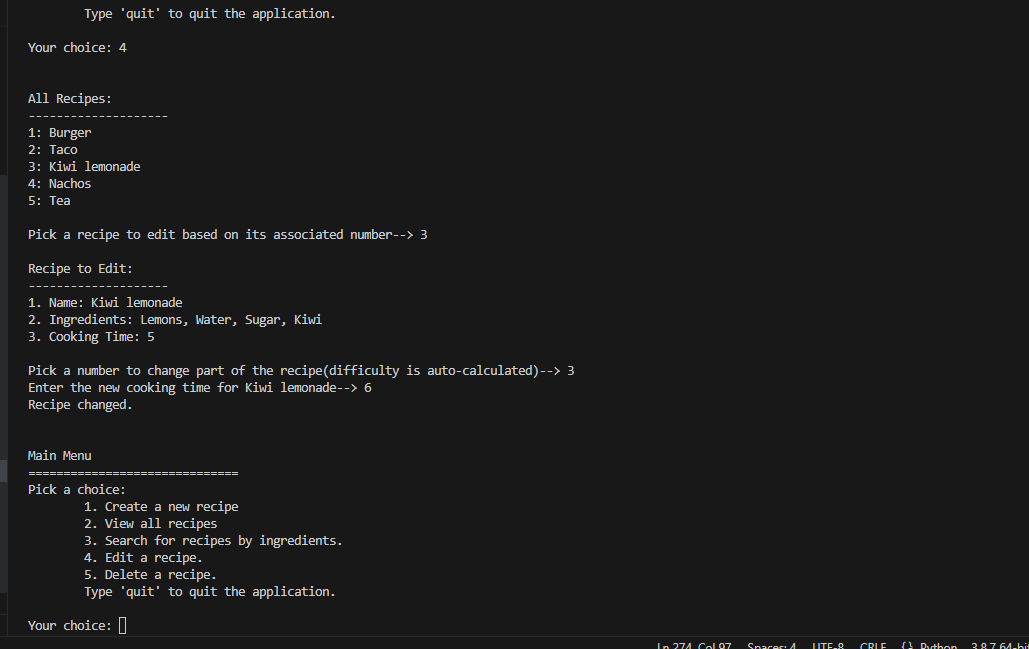 Type 'quit' to quit the application.
Your choice: 4
All Recipes:
--------------------
1: Burger
2: Taco
3: Kiwi lemonade
4: Nachos
5: Tea
Pick a recipe to edit based on its associated number--> 3
Recipe to Edit:
--------------------
1. Name: Kiwi lemonade
2. Ingredients: Lemons, Water, Sugar, Kiwi
3. Cooking Time: 5
Pick a number to change part of the recipe(difficulty is auto-calculated)--> 3
Enter the new cooking time for Kiwi lemonade--> 6
Recipe changed.
Main Menu
==============================
Pick a choice:
1. Create a new recipe
2. View all recipes
3. Search for recipes by ingredients.
4. Edit a recipe.
5. Delete a recipe.
Type 'quit' to quit the application.
Your choice:
Ln 274, Col 97 Spaces: 4 UTF-8 CRLF {} Python 3.8.7 64-bi